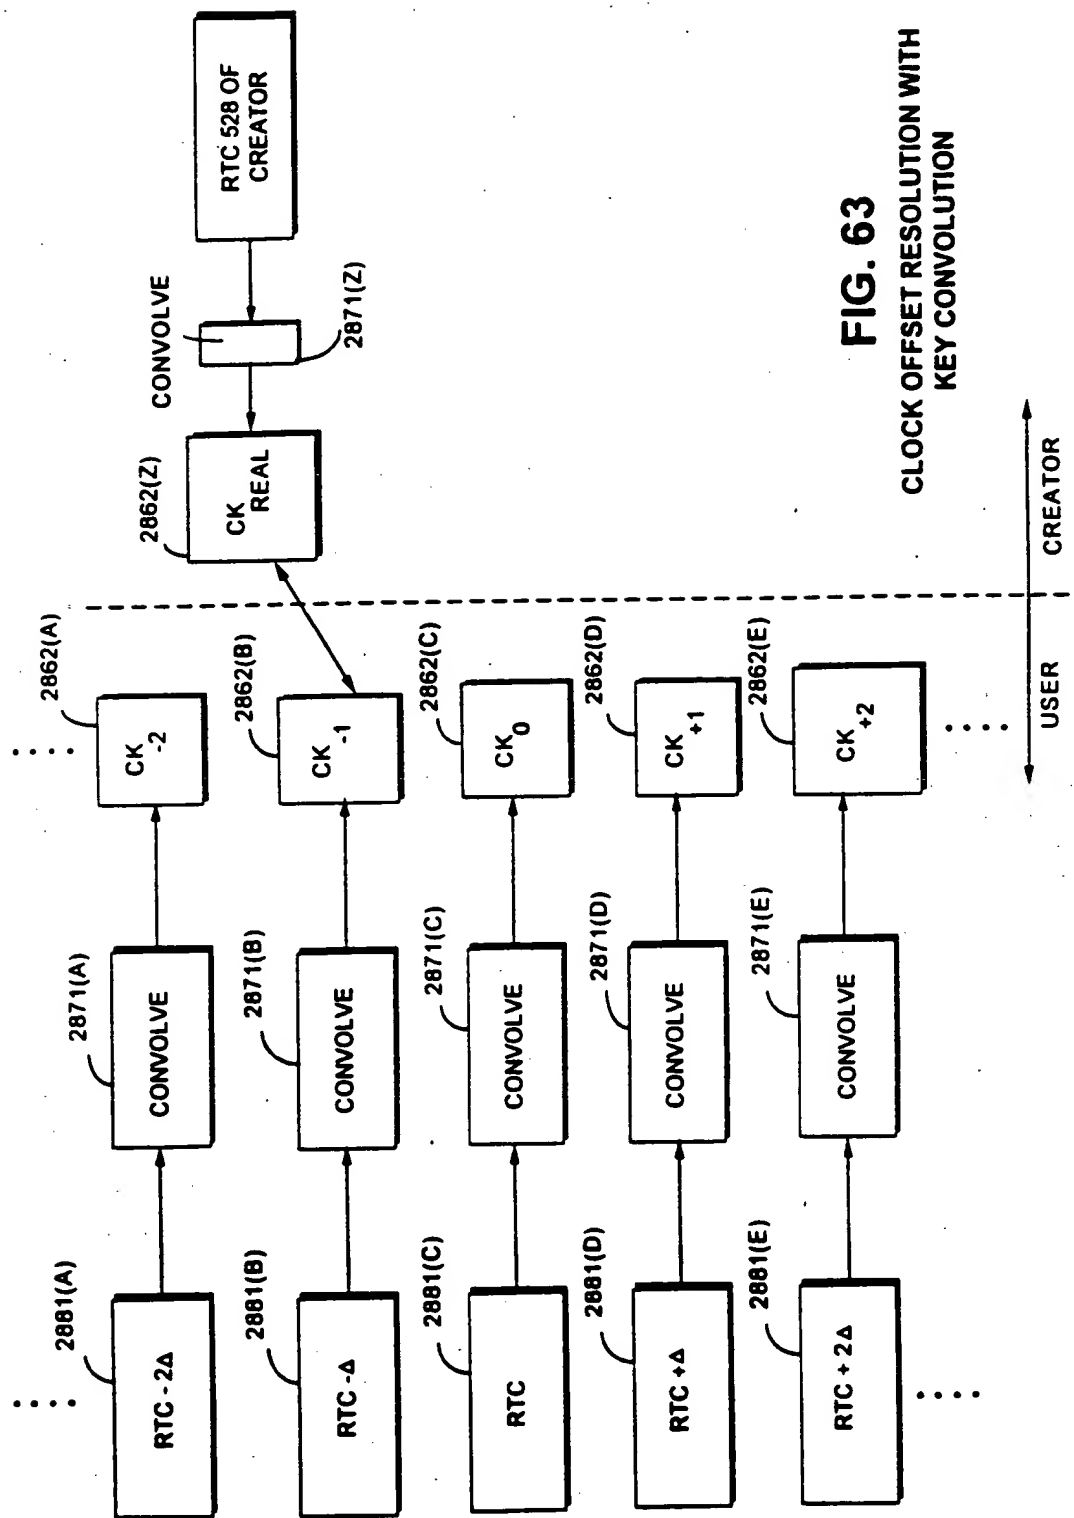 2881(A)
RTC - 2Δ
2871(A)
CONVOLVE
2862(A)
CK -2
2881(B)
RTC -Δ
2871(B)
CONVOLVE
2862(B)
CK -1
2881(C)
RTC
2871(C)
CONVOLVE
2862(C)
CK 0
2881(D)
RTC +Δ
2871(D)
CONVOLVE
2862(D)
CK +1
2881(E)
RTC + 2Δ
2871(E)
CONVOLVE
2862(E)
CK +2
2862(Z)
CK REAL
CONVOLVE
2871(Z)
RTC 528 OF
CREATOR
USER
CREATOR
FIG. 63
CLOCK OFFSET RESOLUTION WITH
KEY CONVOLUTION